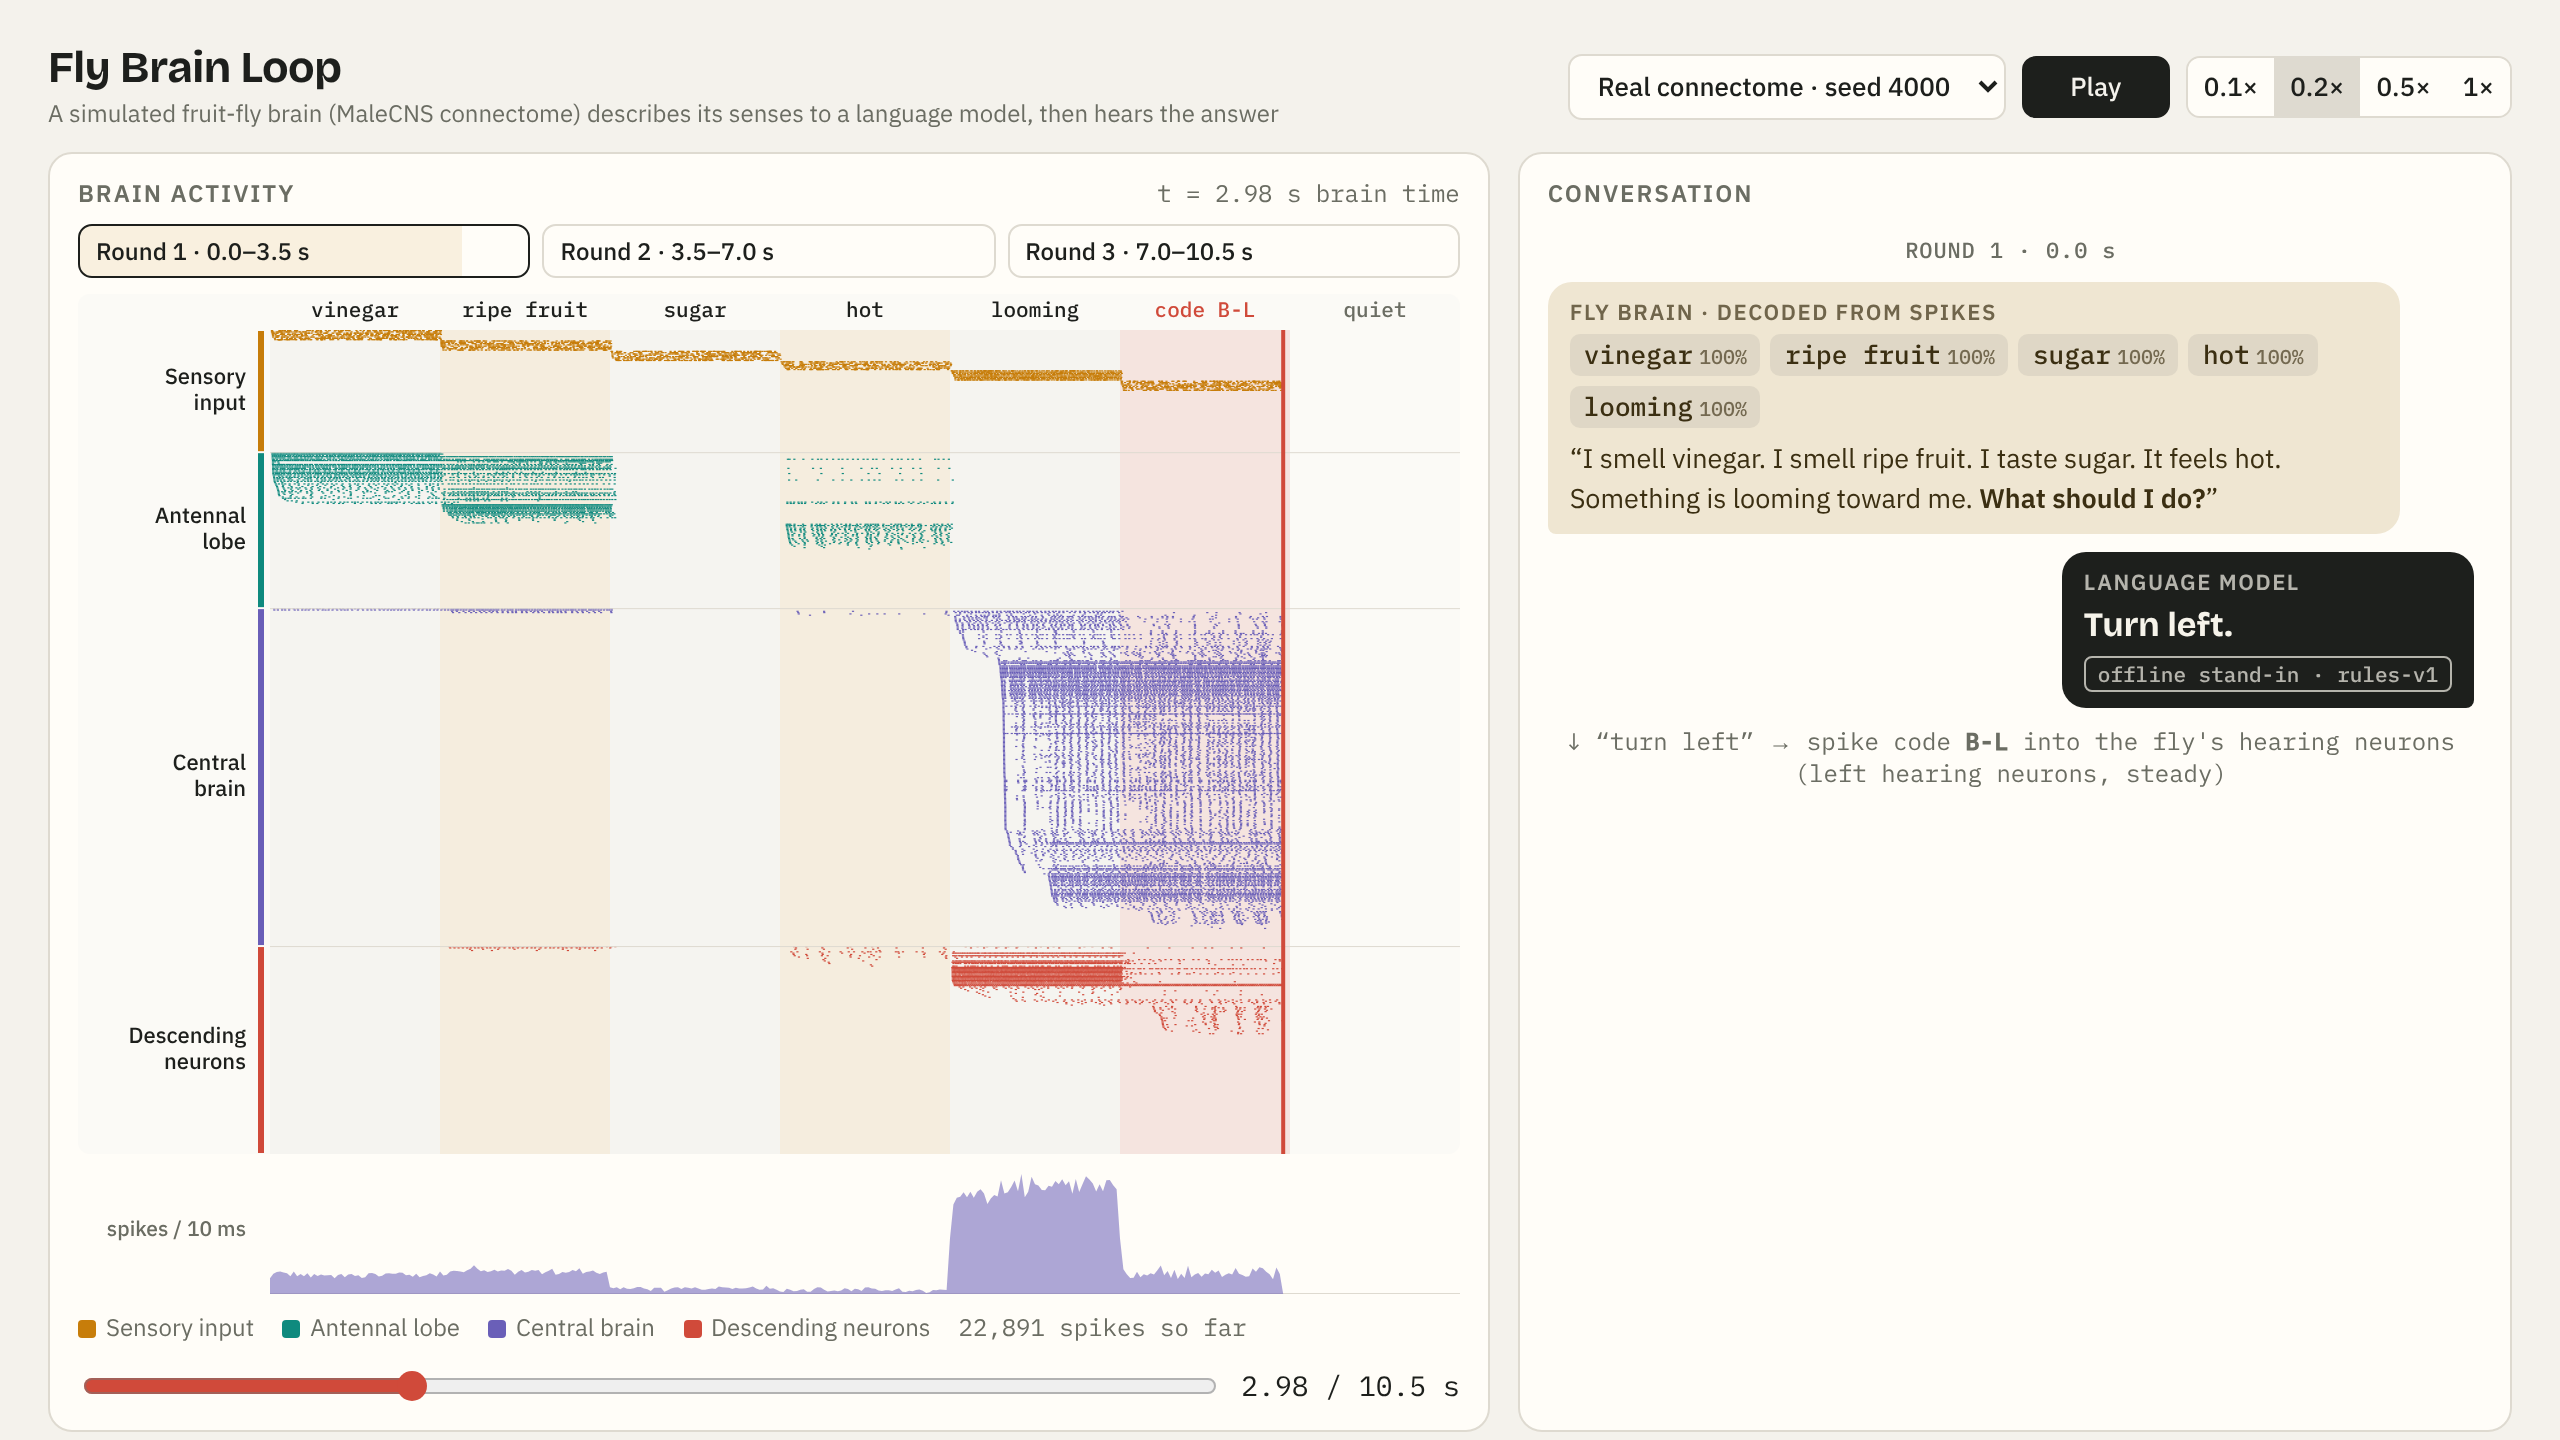 Fly Brain Loop
A simulated fruit-fly brain (MaleCNS connectome) describes its senses to a language model, then hears the answer
Real connectome · seed 4000
Play
0.1× 0.2× 0.5× 1×
BRAIN ACTIVITY
t = 2.98 s brain time
Round 1 · 0.0–3.5 s
Round 2 · 3.5–7.0 s
Round 3 · 7.0–10.5 s
vinegar ripe fruit sugar hot looming code B-L quiet
Sensory
input
Antennal
lobe
Central
brain
Descending
neurons
spikes / 10 ms
Sensory input Antennal lobe Central brain Descending neurons 22,891 spikes so far
2.98 / 10.5 s
CONVERSATION
ROUND 1 · 0.0 s
FLY BRAIN · DECODED FROM SPIKES
vinegar 100% ripe fruit 100% sugar 100% hot 100%
looming 100%
“I smell vinegar. I smell ripe fruit. I taste sugar. It feels hot.
Something is looming toward me. What should I do?”
LANGUAGE MODEL
Turn left.
offline stand-in · rules-v1
↓ “turn left” → spike code B-L into the fly's hearing neurons
(left hearing neurons, steady)